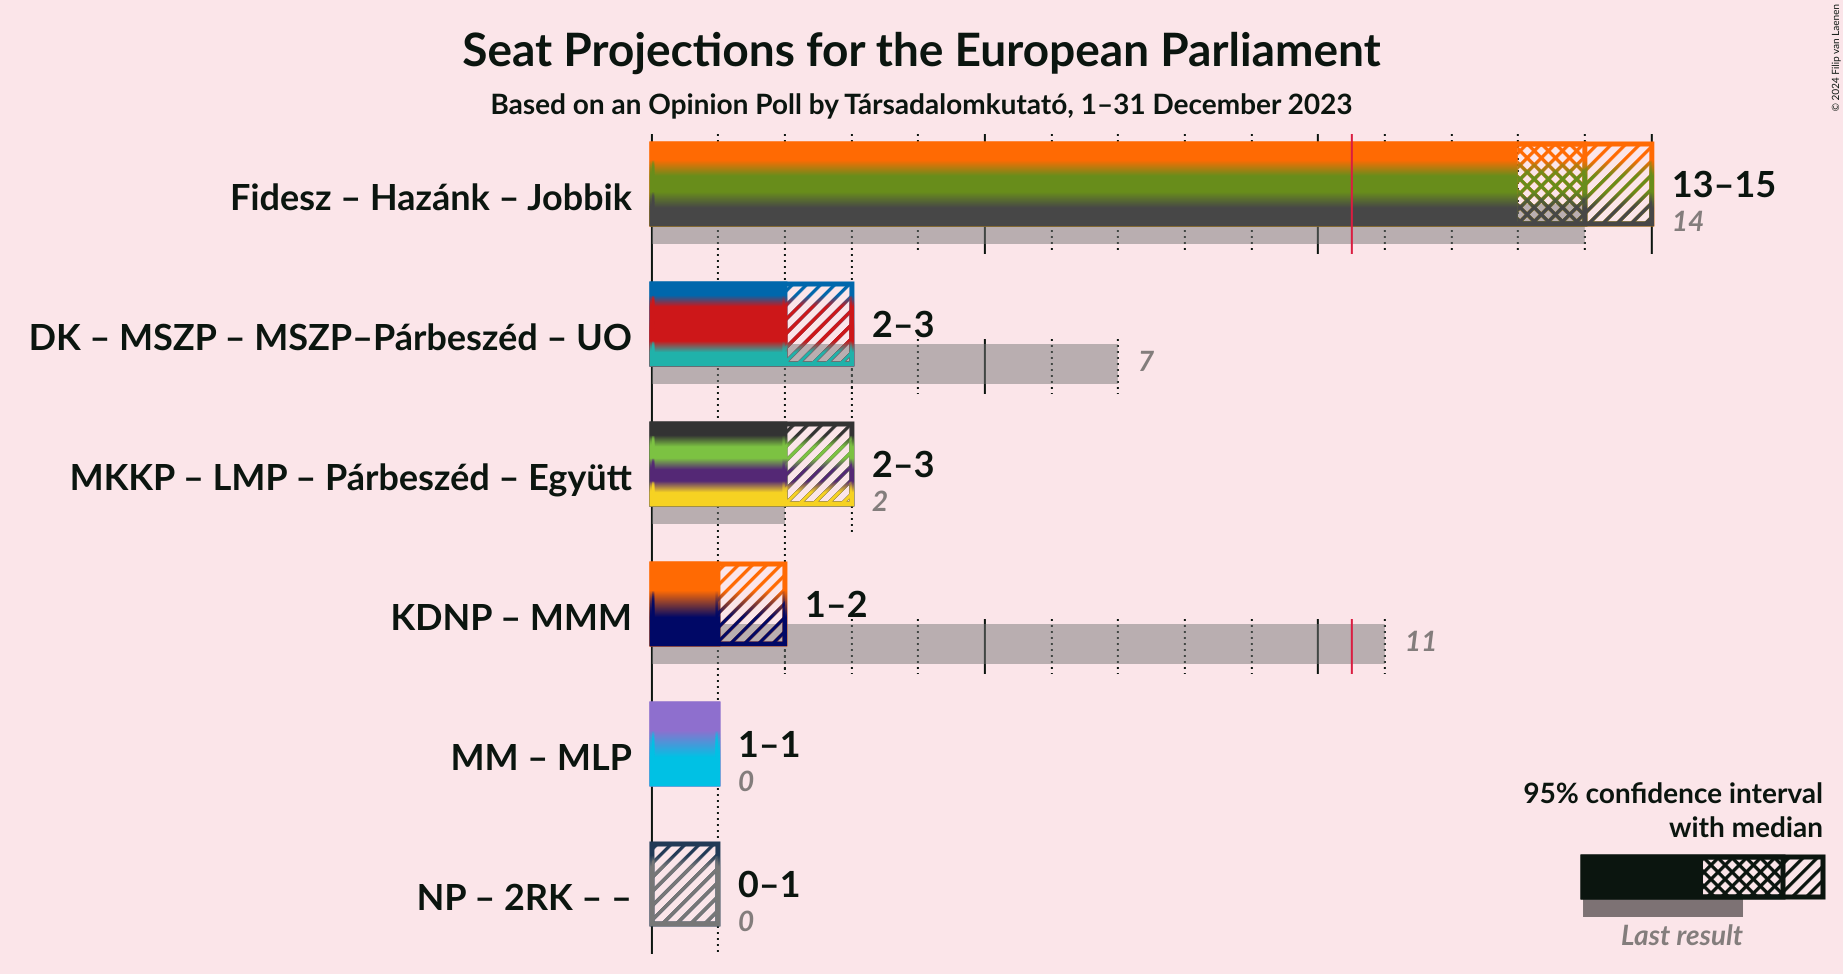 Seat Projections for the European Parliament
Based on an Opinion Poll by Társadalomkutató, 1–31 December 2023
© 2024 Filip van Laenen
Fidesz – Hazánk – Jobbik
13–15
14
DK – MSZP – MSZP–Párbeszéd – UO
2–3
7
MKKP – LMP – Párbeszéd – Együtt
2–3
2
KDNP – MMM
1–2
11
MM – MLP
1–1
0
NP – 2RK – –
0–1
0
95% confidence interval
with median
Last result